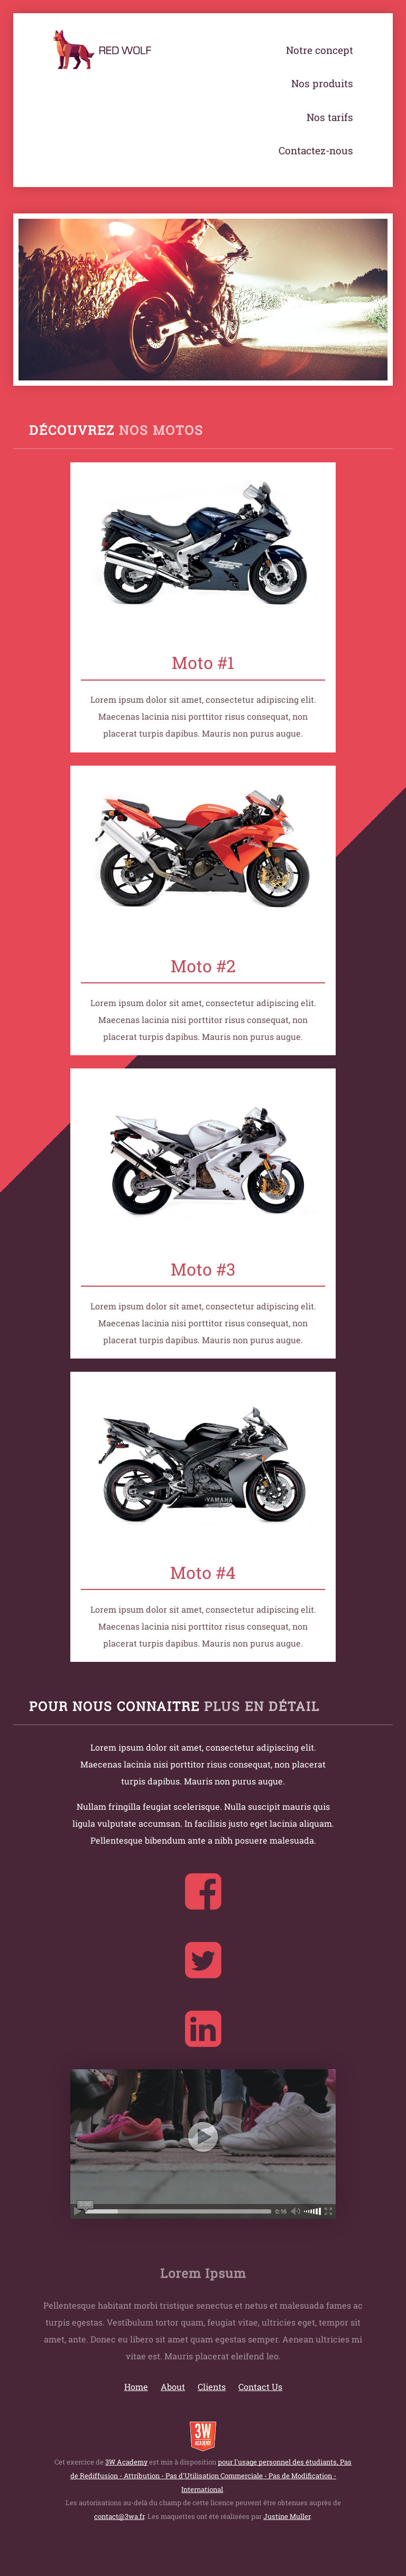 RED WOLF
Notre concept
Nos produits
Nos tarifs
Contactez-nous
DÉCOUVREZ NOS MOTOS
Moto #1
Lorem ipsum dolor sit amet, consectetur adipiscing elit.
Maecenas lacinia nisi porttitor risus consequat, non
placerat turpis dapibus. Mauris non purus augue.
Moto #2
Lorem ipsum dolor sit amet, consectetur adipiscing elit.
Maecenas lacinia nisi porttitor risus consequat, non
placerat turpis dapibus. Mauris non purus augue.
Moto #3
Lorem ipsum dolor sit amet, consectetur adipiscing elit.
Maecenas lacinia nisi porttitor risus consequat, non
placerat turpis dapibus. Mauris non purus augue.
YAMAHA
Moto #4
Lorem ipsum dolor sit amet, consectetur adipiscing elit.
Maecenas lacinia nisi porttitor risus consequat, non
placerat turpis dapibus. Mauris non purus augue.
POUR NOUS CONNAITRE PLUS EN DÉTAIL
Lorem ipsum dolor sit amet, consectetur adipiscing elit.
Maecenas lacinia nisi porttitor risus consequat, non placerat
turpis dapibus. Mauris non purus augue.
Nullam fringilla feugiat scelerisque. Nulla suscipit mauris quis
ligula vulputate accumsan. In facilisis justo eget lacinia aliquam.
Pellentesque bibendum ante a nibh posuere malesuada.
0:16
Lorem Ipsum
Pellentesque habitant morbi tristique senectus et netus et malesuada fames ac
turpis egestas. Vestibulum tortor quam, feugiat vitae, ultricies eget, tempor sit
amet, ante. Donec eu libero sit amet quam egestas semper. Aenean ultricies mi
vitae est. Mauris placerat eleifend leo.
Home About Clients Contact Us
3W
ACADEMY
Cet exercice de 3W Academy est mis à disposition pour l'usage personnel des étudiants. Pas
de Rediffusion - Attribution - Pas d'Utilisation Commerciale - Pas de Modification -
International.
Les autorisations au-delà du champ de cette licence peuvent être obtenues auprès de
contact@3wa.fr. Les maquettes ont été réalisées par Justine Muller.